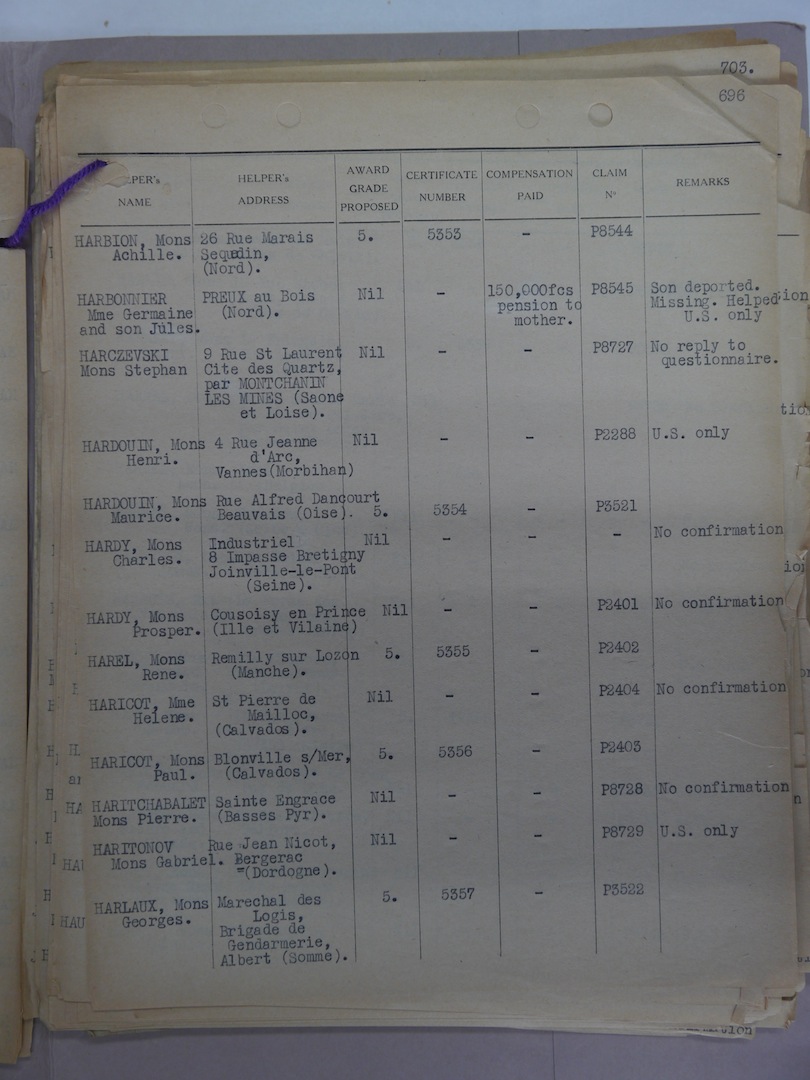 703.
696
PER's NAME HELPER's ADDRESS AWARD GRADE PROPOSED CERTIFICATE NUMBER COMPENSATION PAID CLAIM Nº REMARKS
HARBION, Mons 26 Rue Marais 5. 5353 - P8544
Achille. Sequdin,
(Nord).
HARBONNIER PREUX au Bois Nil - 150,000fcs P8545 Son deported.
Mme Germaine (Nord). pension to Missing. Helped
and son Jules. mother. U.S. only
HARCZEVSKI 9 Rue St Laurent Nil - - P8727 No reply to
Mons Stephan Cite des Quartz, questionnaire.
par MONTCHANIN
LES MINES (Saone
et Loise).
HARDOUIN, Mons 4 Rue Jeanne Nil - - P2288 U.S. only
Henri. d'Arc,
Vannes(Morbihan)
HARDOUIN, Mons Rue Alfred Dancourt
Maurice. Beauvais (Oise). 5. 5354 - P3521
HARDY, Mons Industriel Nil - - - No confirmation
Charles. 8 Impasse Bretigny
Joinville-le-Pont
(Seine).
HARDY, Mons Cousoisy en Prince Nil - - P2401 No confirmation
Prosper. (Ille et Vilaine)
HAREL, Mons Remilly sur Lozon 5. 5355 - P2402
Rene. (Manche).
HARICOT, Mme St Pierre de Nil - - P2404 No confirmation
Helene. Mailloc,
(Calvados).
HARICOT, Mons Blonville s/Mer, 5. 5356 - P2403
Paul. (Calvados).
HARITCHABALET Sainte Engrace Nil - - P8728 No confirmation
Mons Pierre. (Basses Pyr).
HARITONOV Rue Jean Nicot, Nil - - P8729 U.S. only
Mons Gabriel. Bergerac
(Dordogne).
HARLAUX, Mons Marechal des 5. 5357 - P3522
Georges. Logis,
Brigade de
Gendarmerie,
Albert (Somme).